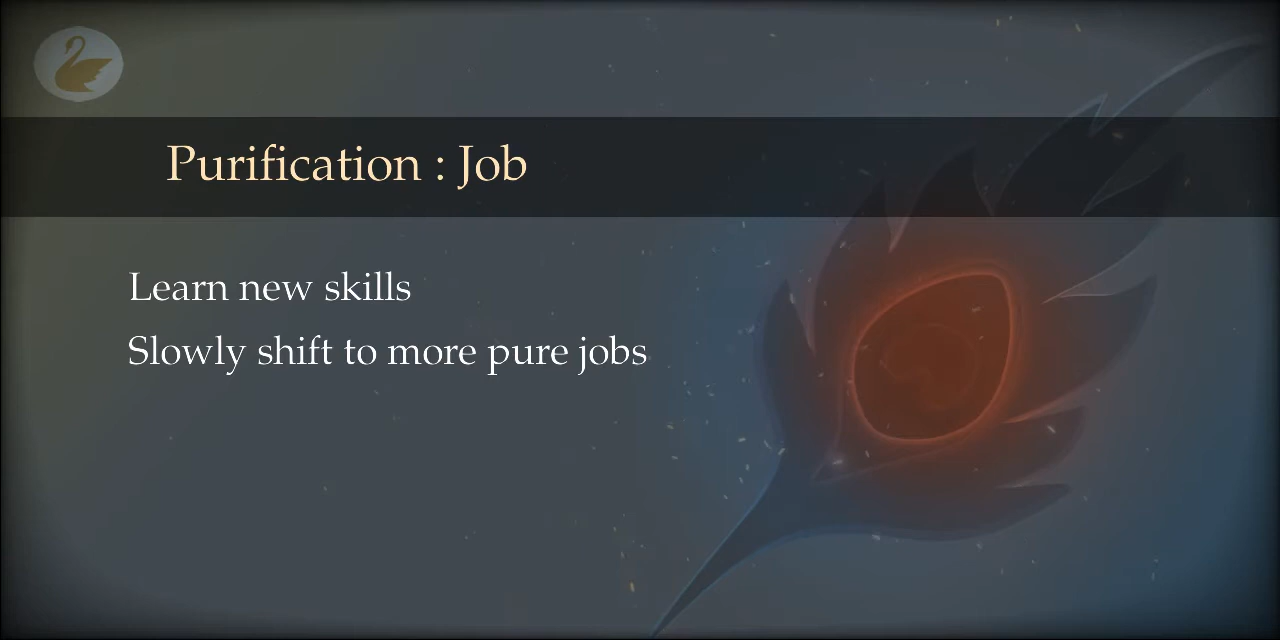 Purification : Job
Learn new skills
Slowly shift to more pure jobs